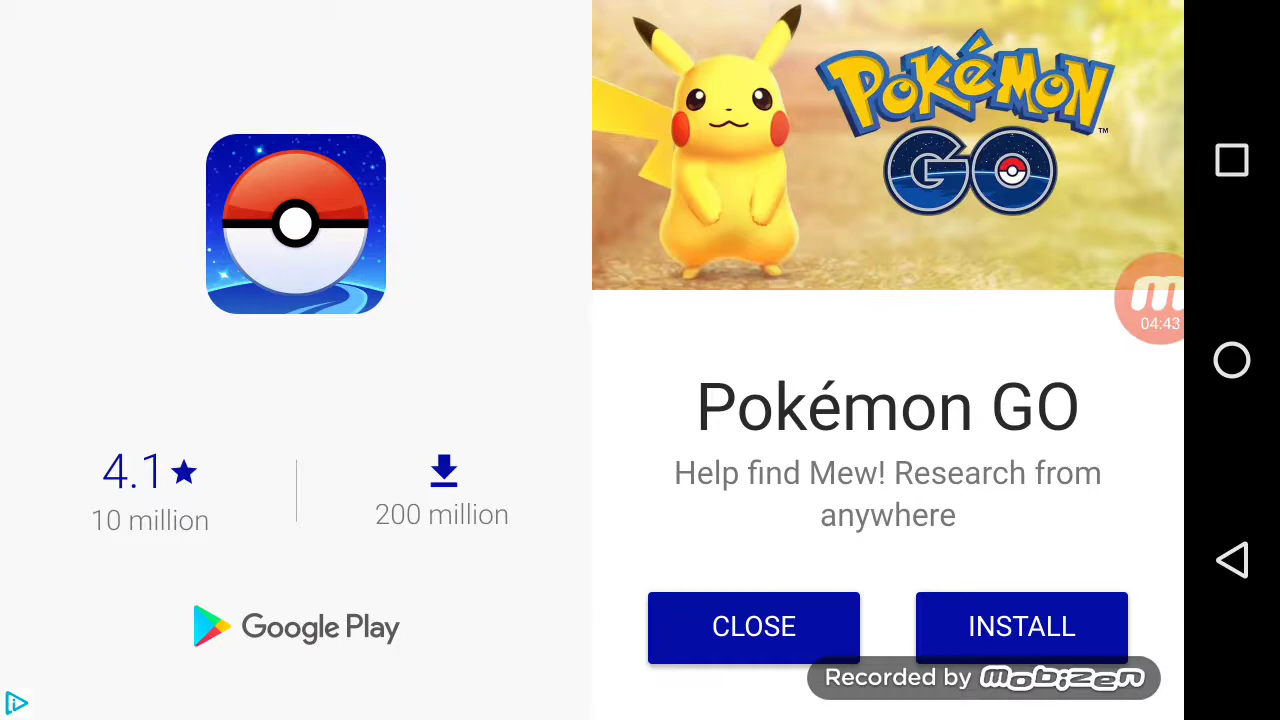 4.1
10 million
200 million
Google Play
POKÉMON
TM
GO
04:43
Pokémon GO
Help find Mew! Research from
anywhere
CLOSE
INSTALL
Recorded by mobizen